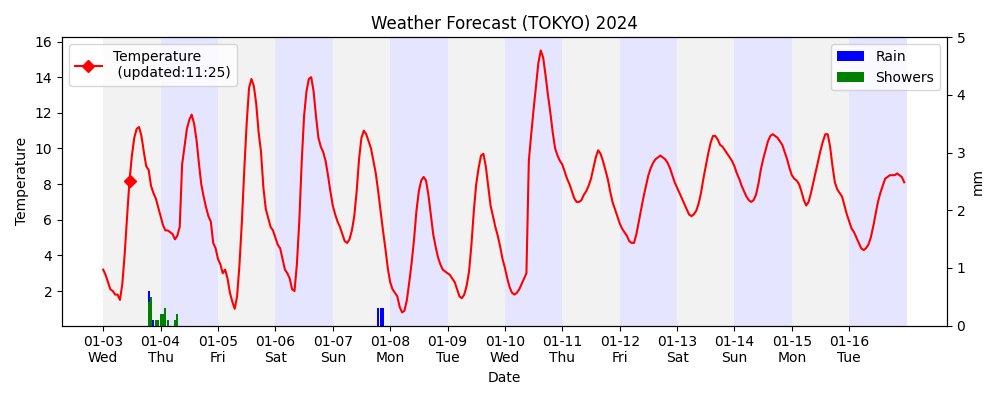 Weather Forecast (TOKYO) 2024
Temperature
(updated:11:25)
Rain
Showers
16
14
12
10
8
6
4
2
Temperature
5
4
3
2
1
0
mm
01-03 01-04 01-05 01-06 01-07 01-08 01-09 01-10 01-11 01-12 01-13 01-14 01-15 01-16
Wed Thu Fri Sat Sun Mon Tue Wed Thu Fri Sat Sun Mon Tue
Date